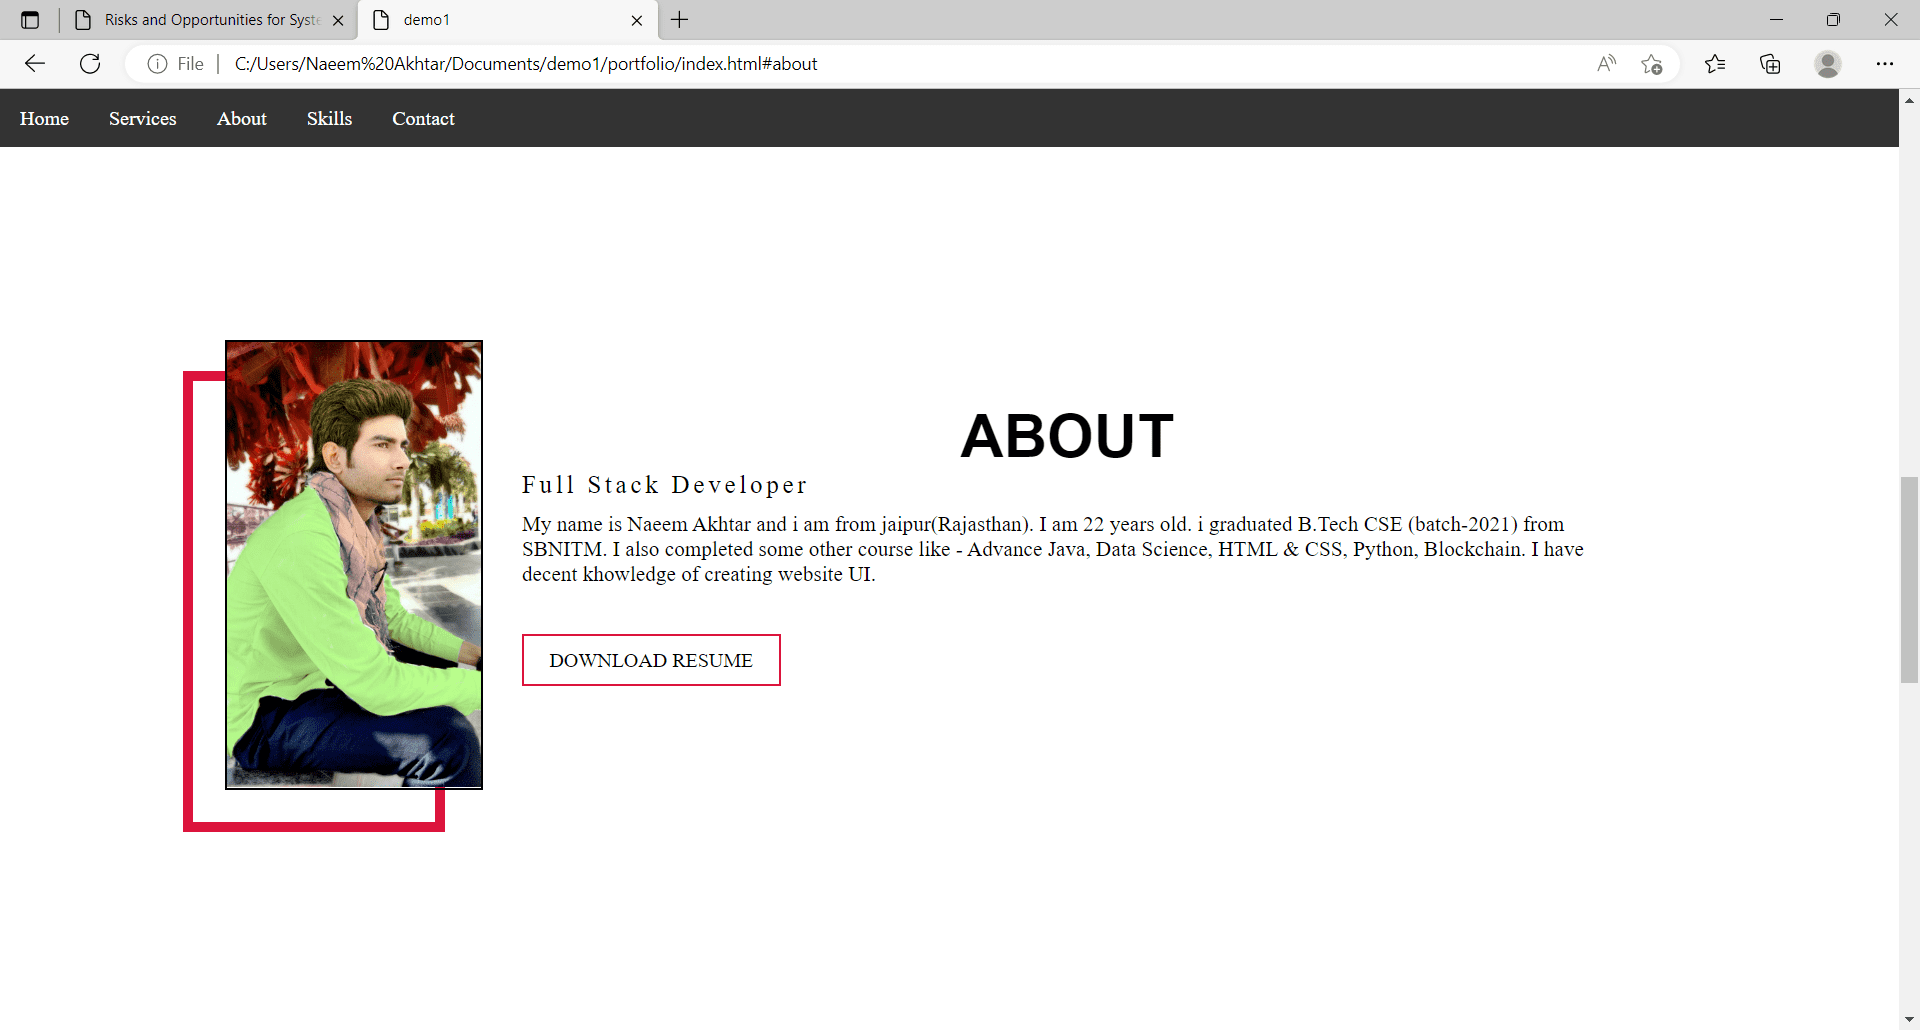 Risks and Opportunities for Syst
demo1
File
C:/Users/Naeem%20Akhtar/Documents/demo1/portfolio/index.html#about
Home Services About Skills Contact
ABOUT
Full Stack Developer
My name is Naeem Akhtar and i am from jaipur(Rajasthan). I am 22 years old. i graduated B.Tech CSE (batch-2021) from
SBNITM. I also completed some other course like - Advance Java, Data Science, HTML & CSS, Python, Blockchain. I have
decent khowledge of creating website UI.
DOWNLOAD RESUME